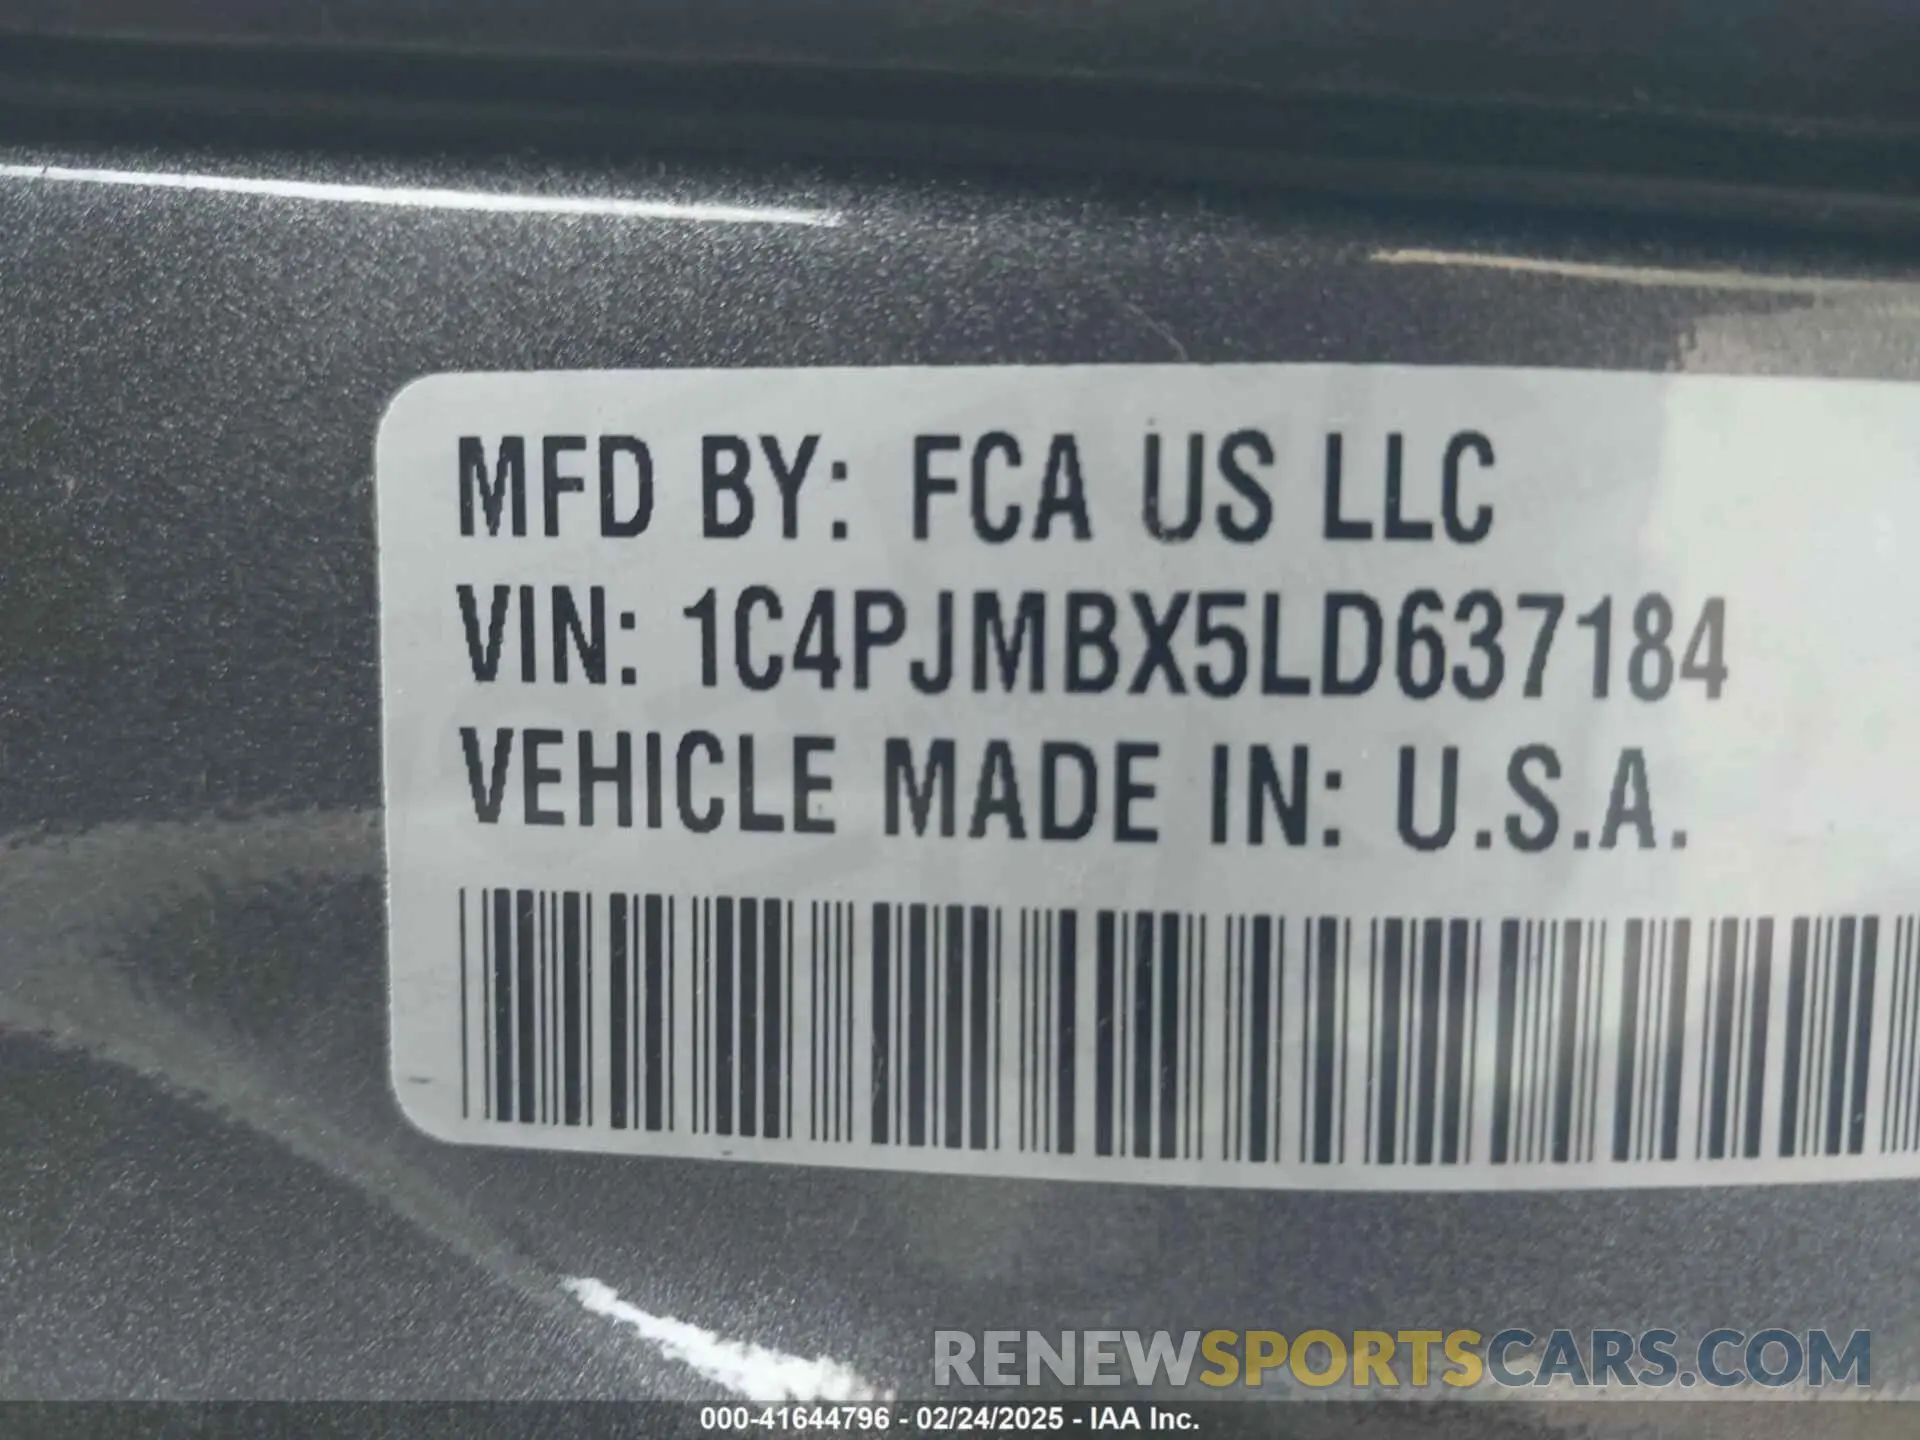 MFD BY: FCA US LLC
VIN: 1C4PJMBX5LD637184
VEHICLE MADE IN: U.S.A.
RENEWSPORTSCARS.COM
000-41644796 - 02/24/2025 - IAA Inc.